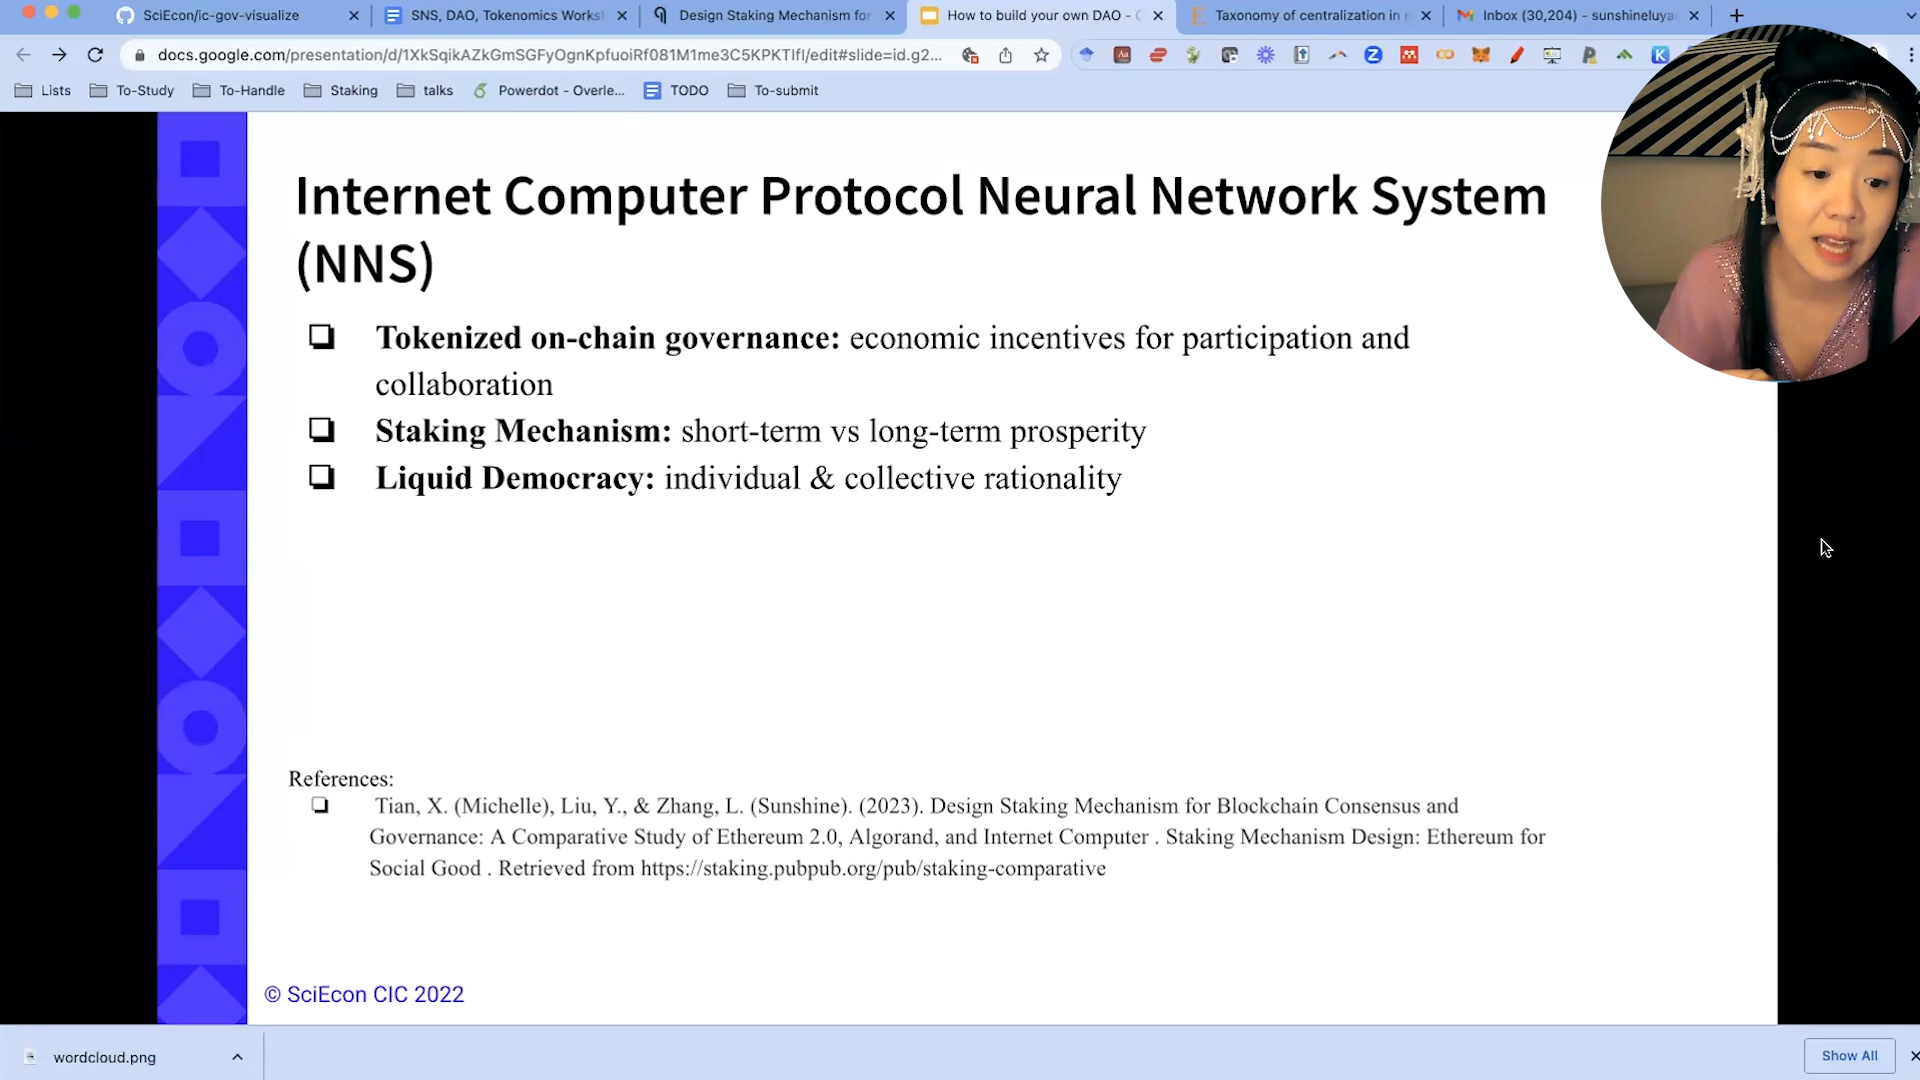 SciEcon/ic-gov-visualize
SNS, DAO, Tokenomics Works
Design Staking Mechanism for
How to build your own DAO -
Taxonomy of centralization in
Inbox (30,204) - sunshineluya
docs.google.com/presentation/d/1XkSqikAZkGmSGFyOgnKpfuoiRf081M1me3C5KPKTlfI/edit#slide=id.g2...
Lists
To-Study
To-Handle
Staking
talks
Powerdot - Overle...
TODO
To-submit
Internet Computer Protocol Neural Network System
(NNS)
Tokenized on-chain governance: economic incentives for participation and
collaboration
Staking Mechanism: short-term vs long-term prosperity
Liquid Democracy: individual & collective rationality
References:
Tian, X. (Michelle), Liu, Y., & Zhang, L. (Sunshine). (2023). Design Staking Mechanism for Blockchain Consensus and
Governance: A Comparative Study of Ethereum 2.0, Algorand, and Internet Computer . Staking Mechanism Design: Ethereum for
Social Good . Retrieved from https://staking.pubpub.org/pub/staking-comparative
© SciEcon CIC 2022
wordcloud.png
Show All